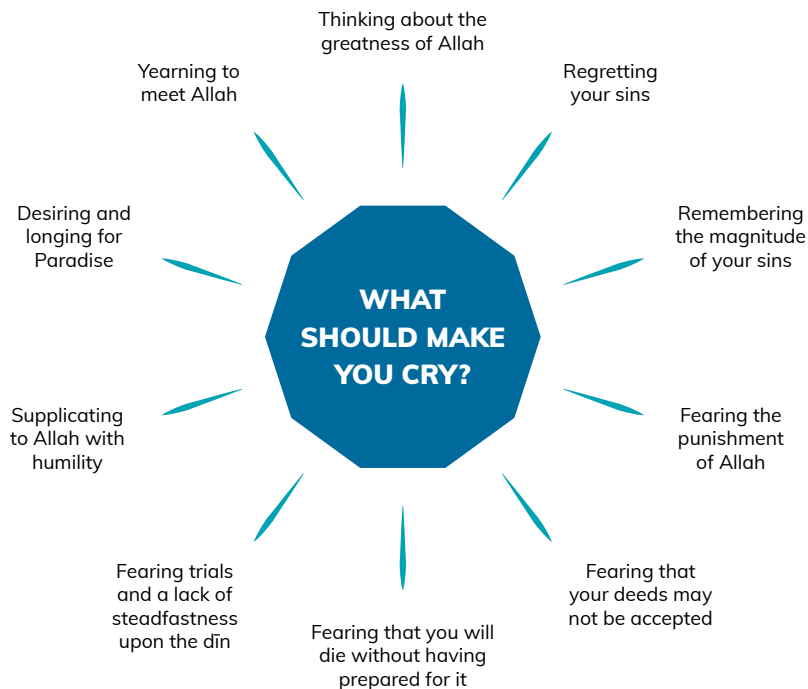 Thinking about the
greatness of Allah
Regretting
your sins
Remembering
the magnitude
of your sins
Fearing the
punishment
of Allah
Fearing that
your deeds may
not be accepted
Fearing that you will
die without having
prepared for it
Fearing trials
and a lack of
steadfastness
upon the dīn
Supplicating
to Allah with
humility
Desiring and
longing for
Paradise
Yearning to
meet Allah
WHAT
SHOULD MAKE
YOU CRY?